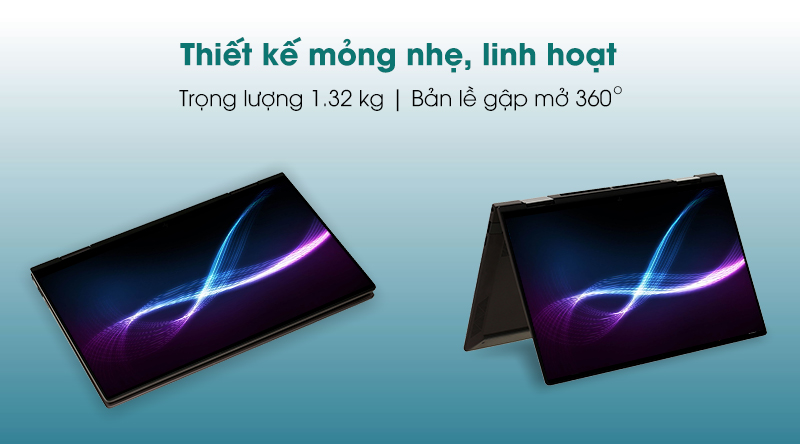 Thiết kế mỏng nhẹ, linh hoạt
Trọng lượng 1.32 kg | Bản lề gập mở 360°